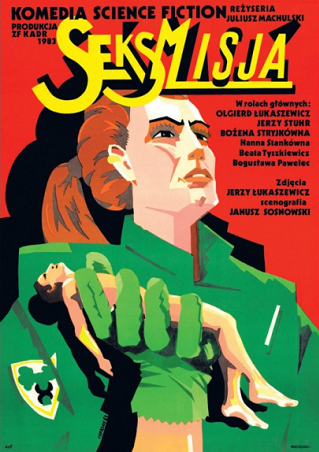 KOMEDIA SCIENCE FICTION
PRODUKCJA
ZF KADR
1983
REŻYSERIA
JULIUSZ MACHULSKI
SEKSMISJA
W rolach głównych:
OLGIERD ŁUKASZEWICZ
JERZY STUHR
BOŻENA STRYJKÓWNA
Hanna Stankówna
Beata Tyszkiewicz
Bogusława Pawelec
Zdjęcia
JERZY ŁUKASZEWICZ
scenografia
JANUSZ SOSNOWSKI